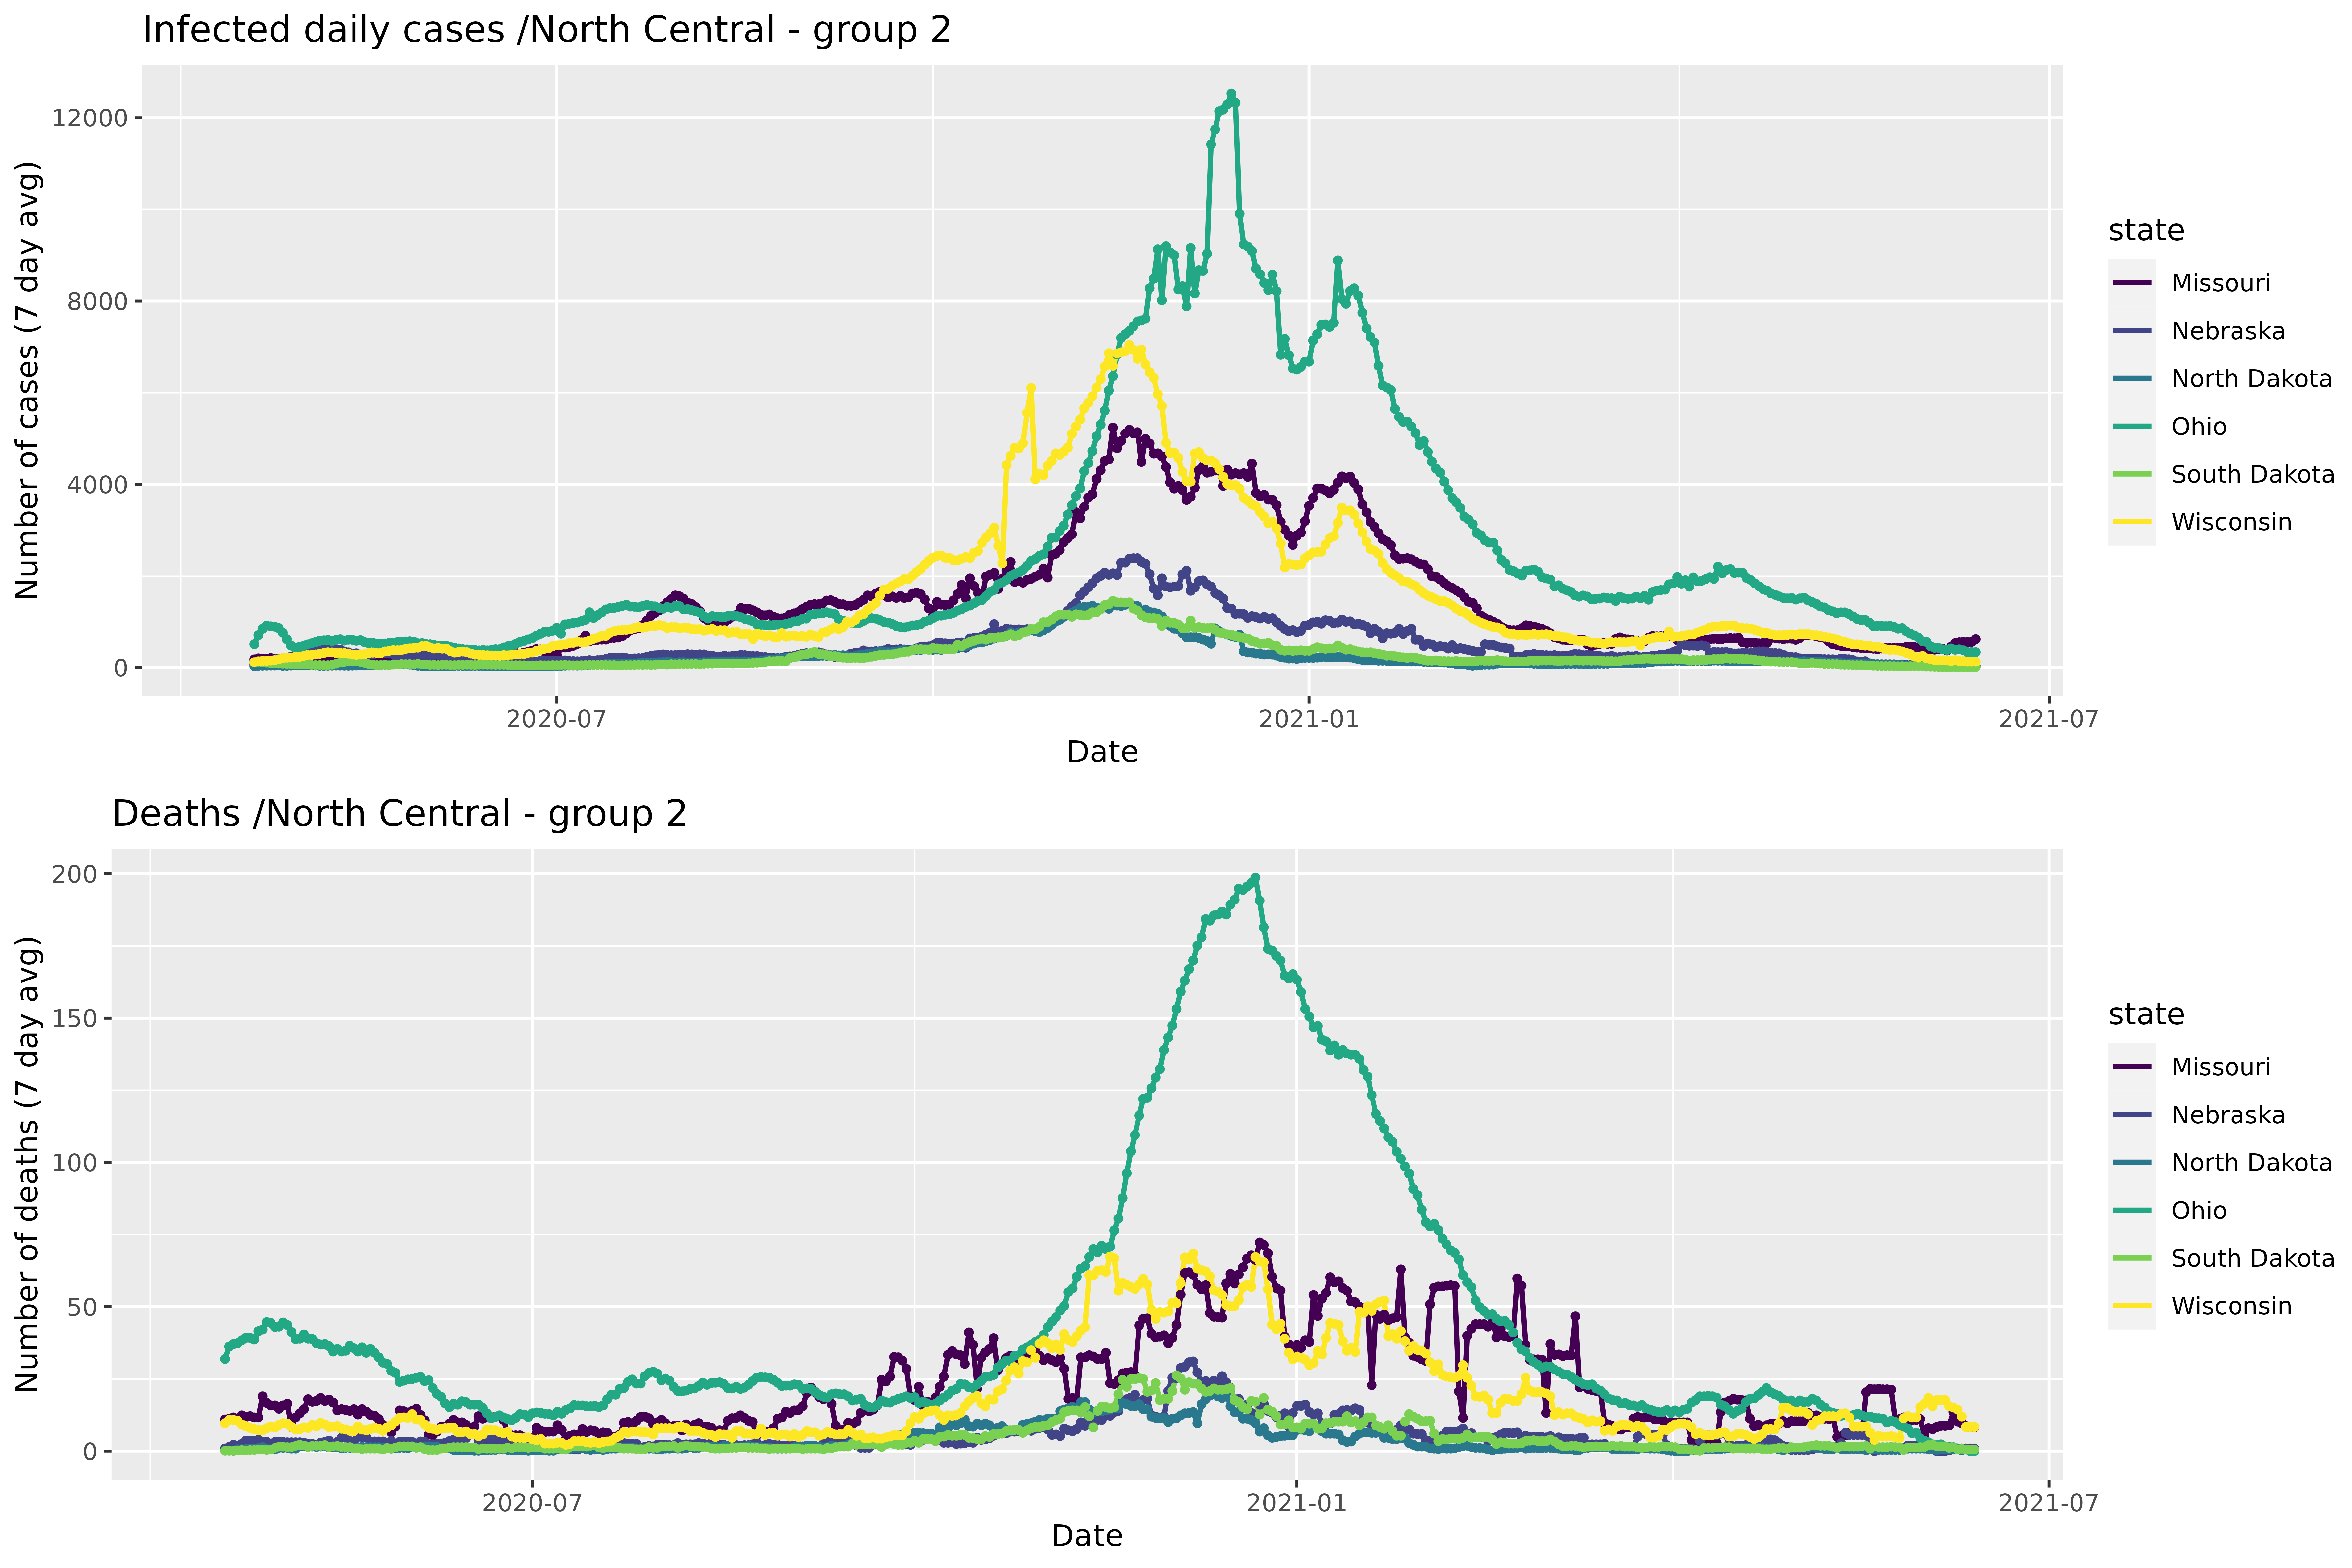 Infected daily cases /North Central - group 2
Number of cases (7 day avg)
12000
8000
4000
0
2020-07
2021-01
2021-07
Date
state
Missouri
Nebraska
North Dakota
Ohio
South Dakota
Wisconsin
Deaths /North Central - group 2
Number of deaths (7 day avg)
200
150
100
50
0
2020-07
2021-01
2021-07
Date
state
Missouri
Nebraska
North Dakota
Ohio
South Dakota
Wisconsin